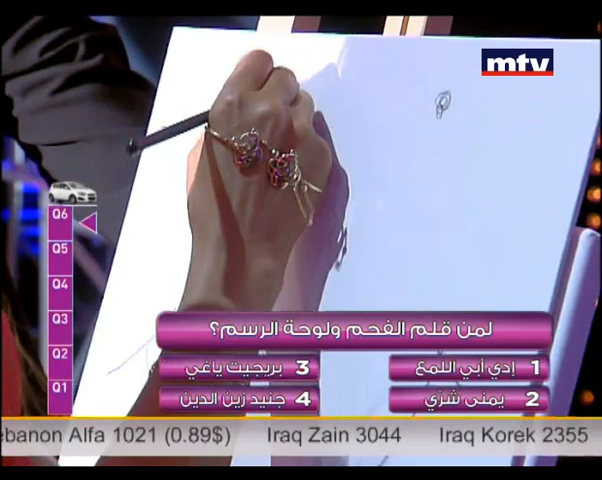 mtv
Q6
Q5
Q4
Q3
Q2
Q1
لمن قلم الفحم ولوحة الرسم؟
1 إدي أبي اللمع
3 بريجيت ياغي
2 يمنى شرّي
4 جنيد زين الدين
ebanon Alfa 1021 (0.89$) Iraq Zain 3044 Iraq Korek 2355